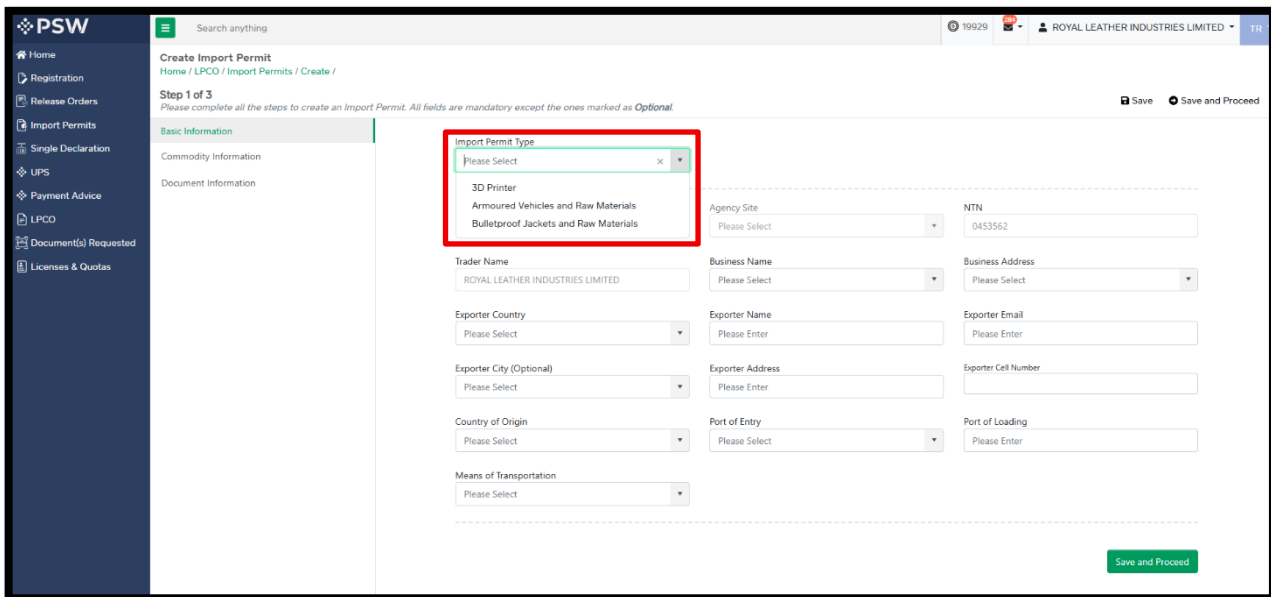 PSW
Search anything
19929
284
ROYAL LEATHER INDUSTRIES LIMITED
TR
Home
Registration
Release Orders
Import Permits
Single Declaration
UPS
Payment Advice
LPCO
Document(s) Requested
Licenses & Quotas
Create Import Permit
Home / LPCO / Import Permits / Create /
Step 1 of 3
Please complete all the steps to create an Import Permit. All fields are mandatory except the ones marked as Optional.
Save
Save and Proceed
Basic Information
Commodity Information
Document Information
Import Permit Type
Please Select
3D Printer
Armoured Vehicles and Raw Materials
Bulletproof Jackets and Raw Materials
Agency Site
Please Select
NTN
0453562
Trader Name
ROYAL LEATHER INDUSTRIES LIMITED
Business Name
Please Select
Business Address
Please Select
Exporter Country
Please Select
Exporter Name
Please Enter
Exporter Email
Please Enter
Exporter City (Optional)
Please Select
Exporter Address
Please Enter
Exporter Cell Number
Country of Origin
Please Select
Port of Entry
Please Select
Port of Loading
Please Enter
Means of Transportation
Please Select
Save and Proceed